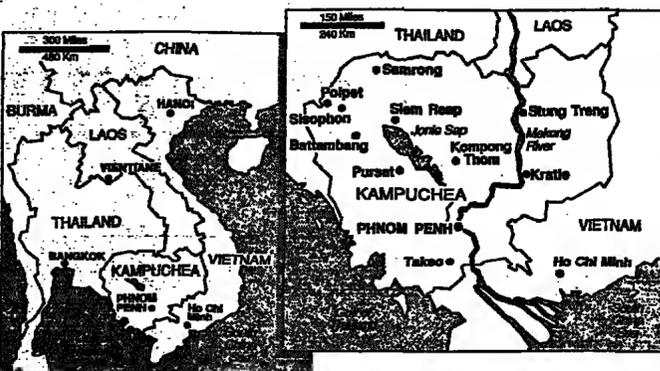 300 Miles
480 Km
CHINA
BURMA
HANOI
LAOS
VIENTIANE
THAILAND
BANGKOK
KAMPUCHEA
VIETNAM
PHNOM
PENH
Ho Chi
Minh
150 Miles
240 Km
THAILAND
LAOS
Samrong
Poipet
Sisophon
Siem Reap
Stung Treng
Tonle Sap
Mekong
River
Battambang
Kompong
Thom
Pursat
Kratie
KAMPUCHEA
PHNOM PENH
VIETNAM
Takeo
Ho Chi Minh